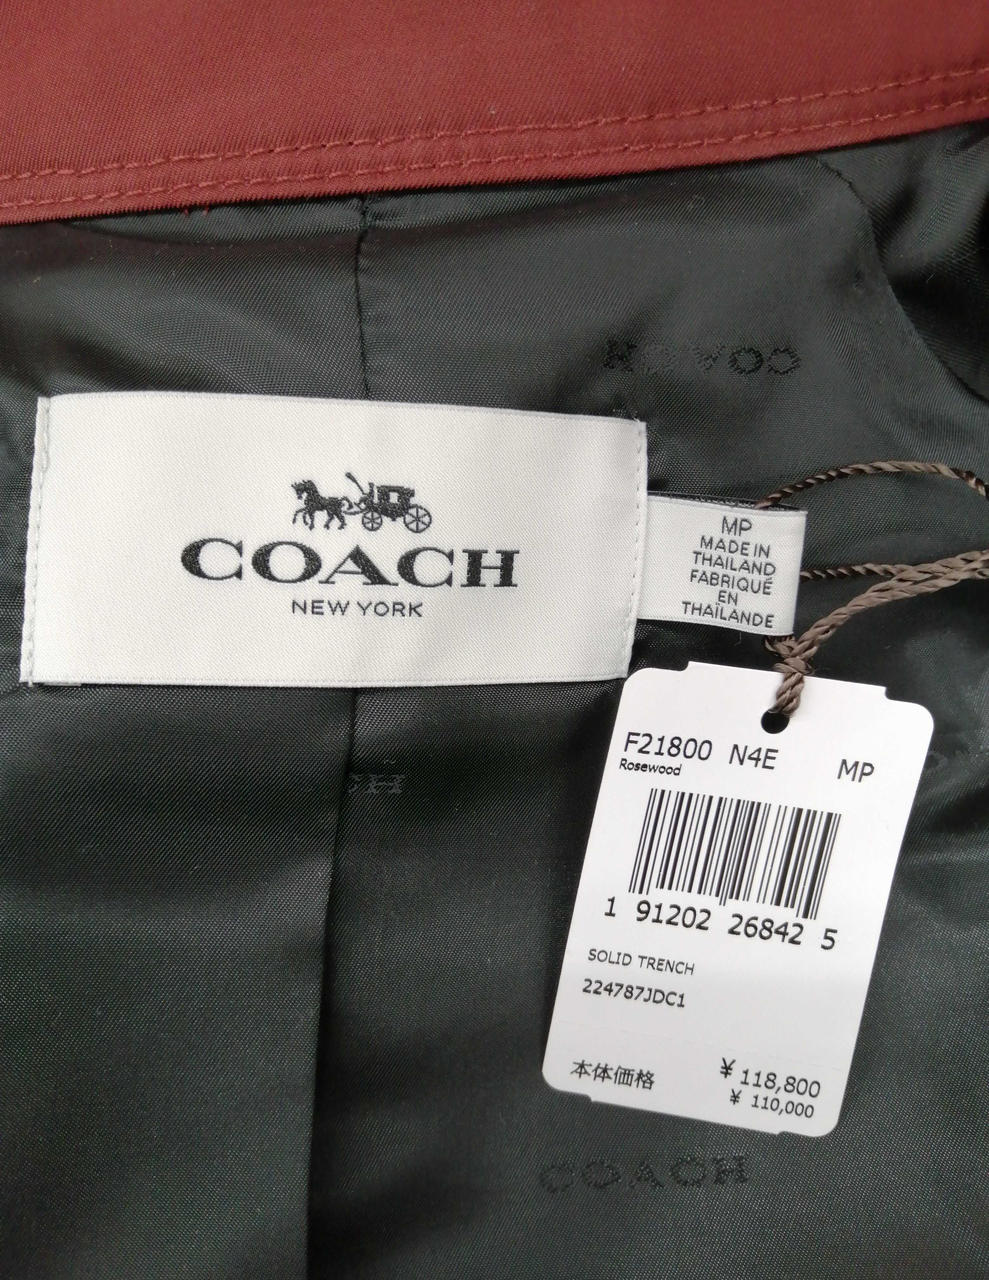 COACH
COACH
NEW YORK
MP
MADE IN
THAILAND
FABRIQUÉ
EN
THAÏLANDE
F21800 N4E MP
Rosewood
1 91202 26842 5
SOLID TRENCH
224787JDC1
本体価格 ¥118,800
¥ 110,000
COACH